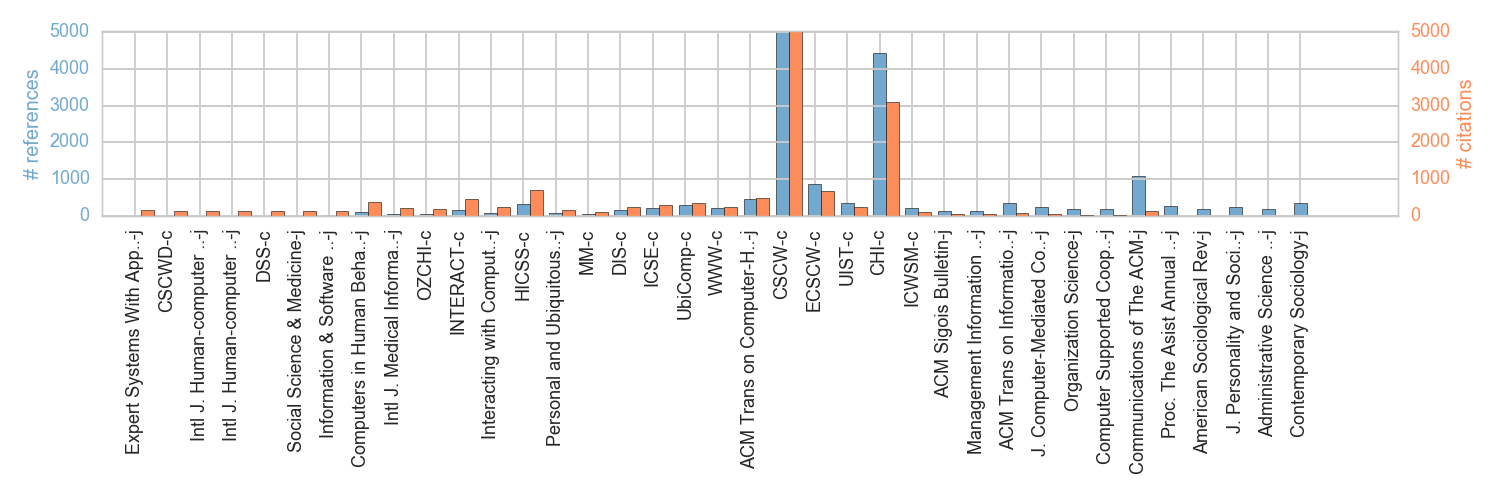 # references
5000
4000
3000
2000
1000
0
5000
4000
3000
2000
1000
0
# citations
Expert Systems With App..-j
CSCWD-c
Intl J. Human-computer ..-j
Intl J. Human-computer ..-j
DSS-c
Social Science & Medicine-j
Information & Software ..-j
Computers in Human Beha..-j
Intl J. Medical Informa..-j
OZCHI-c
INTERACT-c
Interacting with Comput..-j
HICSS-c
Personal and Ubiquitous..-j
MM-c
DIS-c
ICSE-c
UbiComp-c
WWW-c
ACM Trans on Computer-H..-j
CSCW-c
ECSCW-c
UIST-c
CHI-c
ICWSM-c
ACM Sigois Bulletin-j
Management Information ..-j
ACM Trans on Informatio..-j
J. Computer-Mediated Co..-j
Organization Science-j
Computer Supported Coop..-j
Communications of The ACM-j
Proc. The Asist Annual ..-j
American Sociological Rev-j
J. Personality and Soci..-j
Administrative Science ..-j
Contemporary Sociology-j